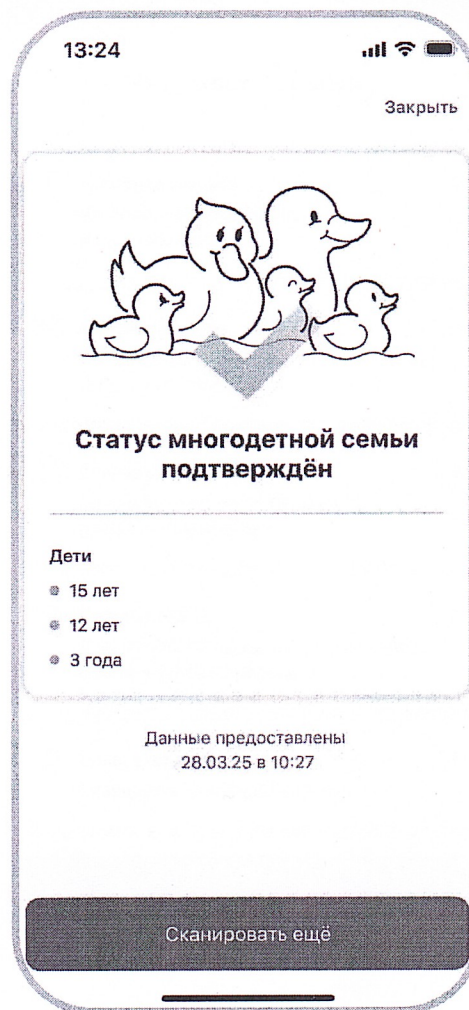 13:24
Закрыть
Статус многодетной семьи
подтверждён
Дети
15 лет
12 лет
3 года
Данные предоставлены
28.03.25 в 10:27
Сканировать ещё